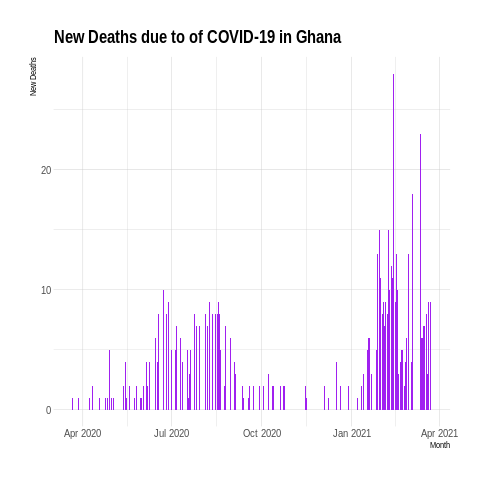 New Deaths due to of COVID-19 in Ghana
New Deaths
20
10
0
Apr 2020
Jul 2020
Oct 2020
Jan 2021
Apr 2021
Month